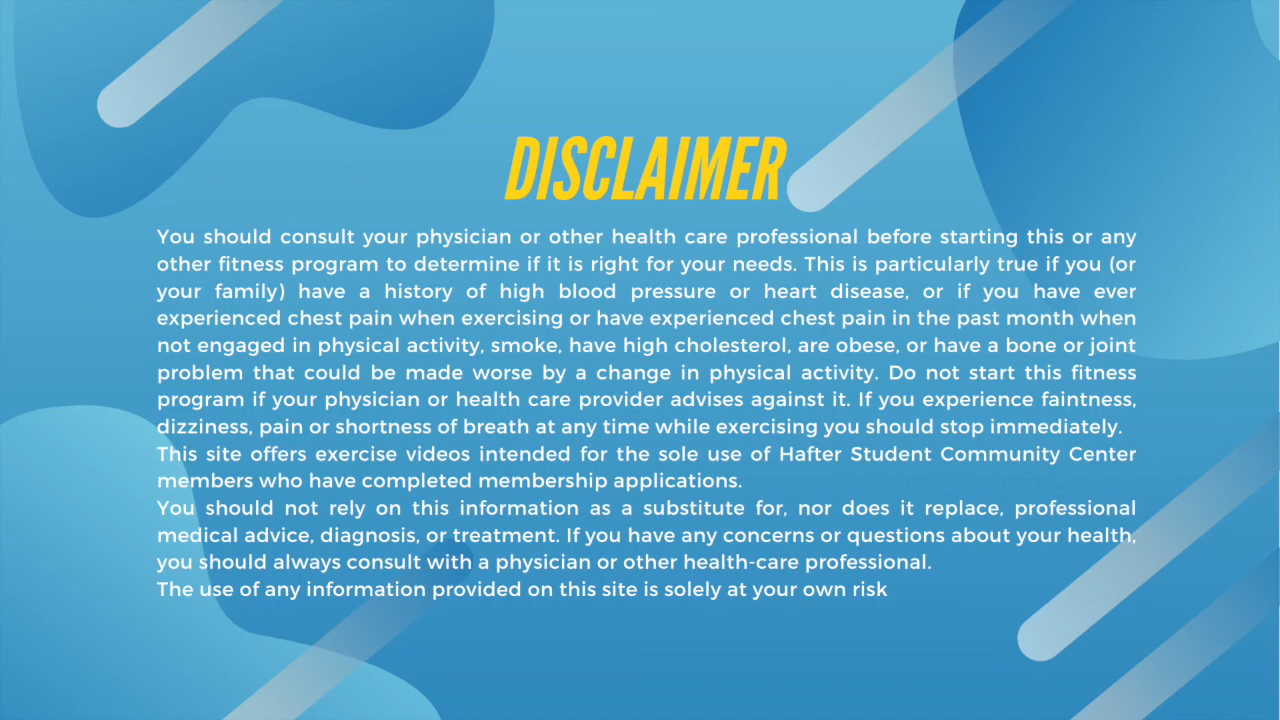 DISCLAIMER
You should consult your physician or other health care professional before starting this or any
other fitness program to determine if it is right for your needs. This is particularly true if you (or
your family) have a history of high blood pressure or heart disease, or if you have ever
experienced chest pain when exercising or have experienced chest pain in the past month when
not engaged in physical activity, smoke, have high cholesterol, are obese, or have a bone or joint
problem that could be made worse by a change in physical activity. Do not start this fitness
program if your physician or health care provider advises against it. If you experience faintness,
dizziness, pain or shortness of breath at any time while exercising you should stop immediately.
This site offers exercise videos intended for the sole use of Hafter Student Community Center
members who have completed membership applications.
You should not rely on this information as a substitute for, nor does it replace, professional
medical advice, diagnosis, or treatment. If you have any concerns or questions about your health,
you should always consult with a physician or other health-care professional.
The use of any information provided on this site is solely at your own risk